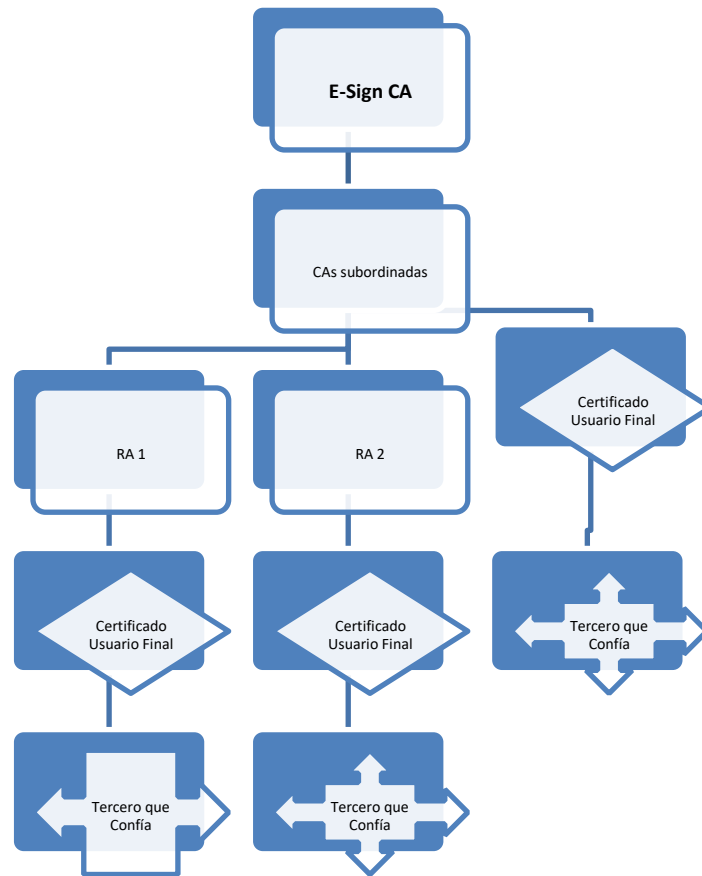 E-Sign CA
CAs subordinadas
Certificado
Usuario Final
RA 1
RA 2
Certificado
Usuario Final
Certificado
Usuario Final
Tercero que
Confía
Tercero que
Confía
Tercero que
Confía